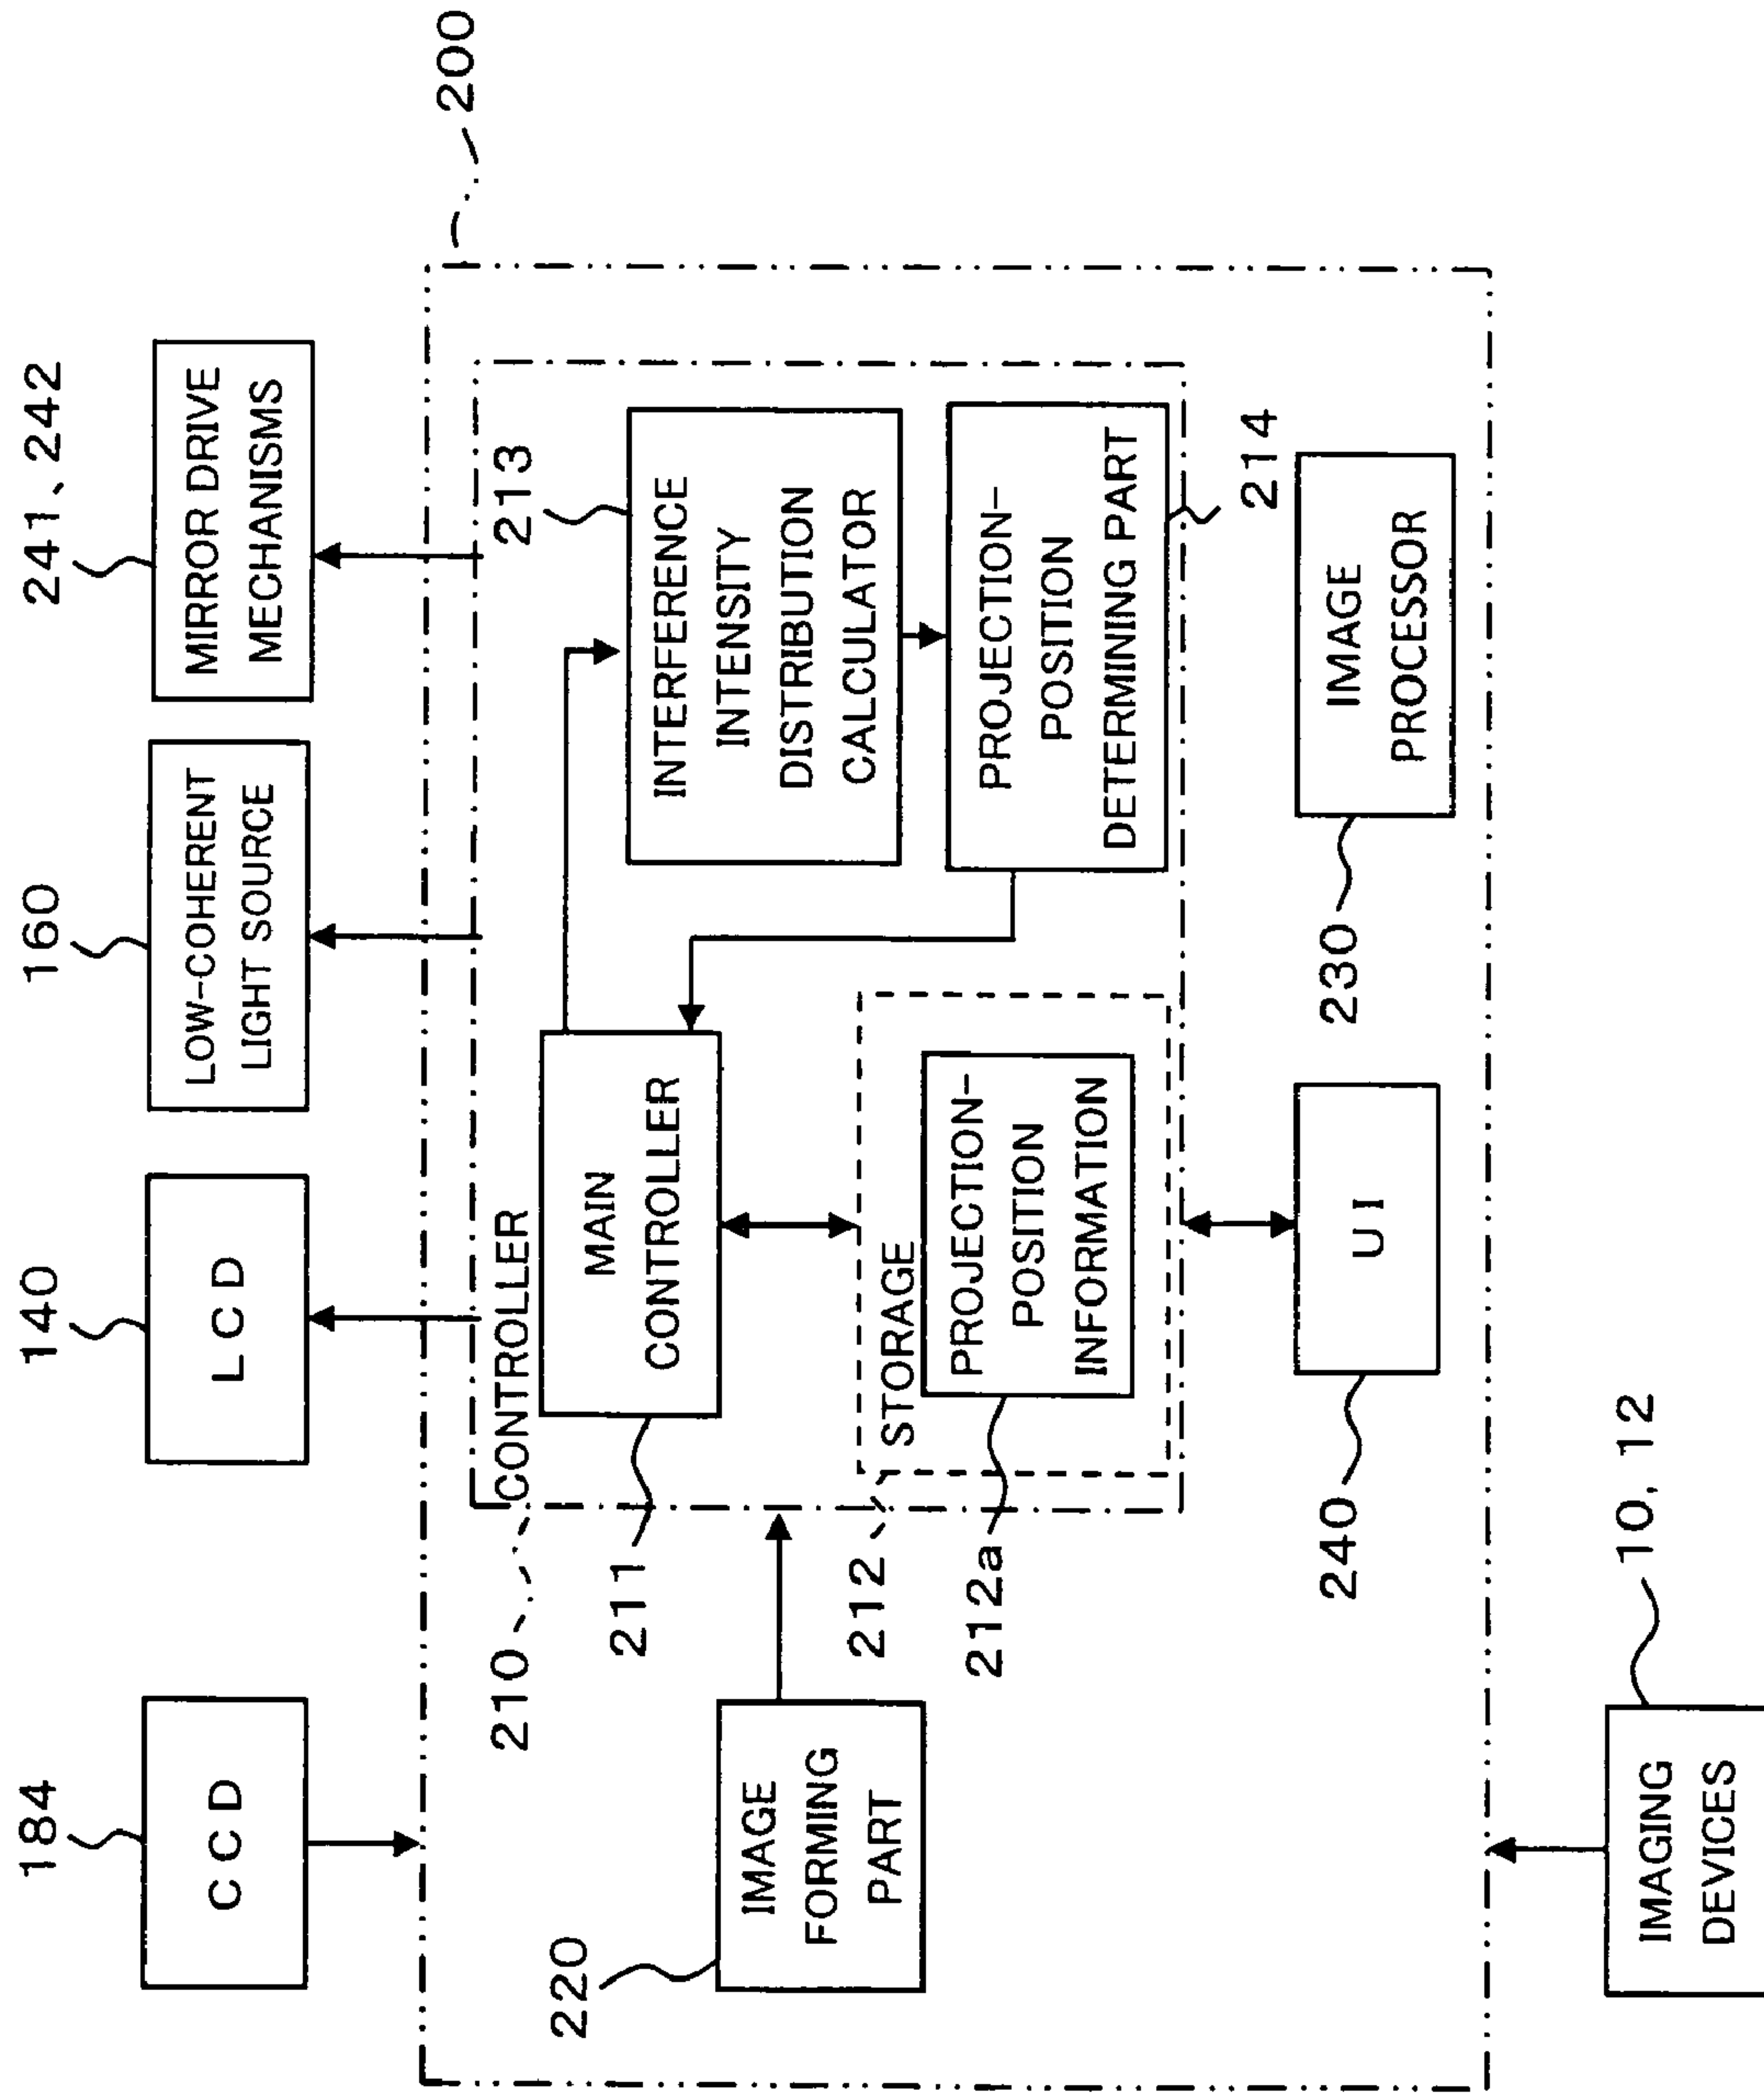 184
CCD
140
LCD
160
LOW-COHERENT
LIGHT SOURCE
241、242
MIRROR DRIVE
MECHANISMS
200
210
CONTROLLER
211
MAIN
CONTROLLER
213
INTERFERENCE
INTENSITY
DISTRIBUTION
CALCULATOR
220
IMAGE
FORMING
PART
212
STORAGE
212a
PROJECTION-
POSITION
INFORMATION
PROJECTION-
POSITION
DETERMINING PART
214
240
UI
230
IMAGE
PROCESSOR
10, 12
IMAGING
DEVICES